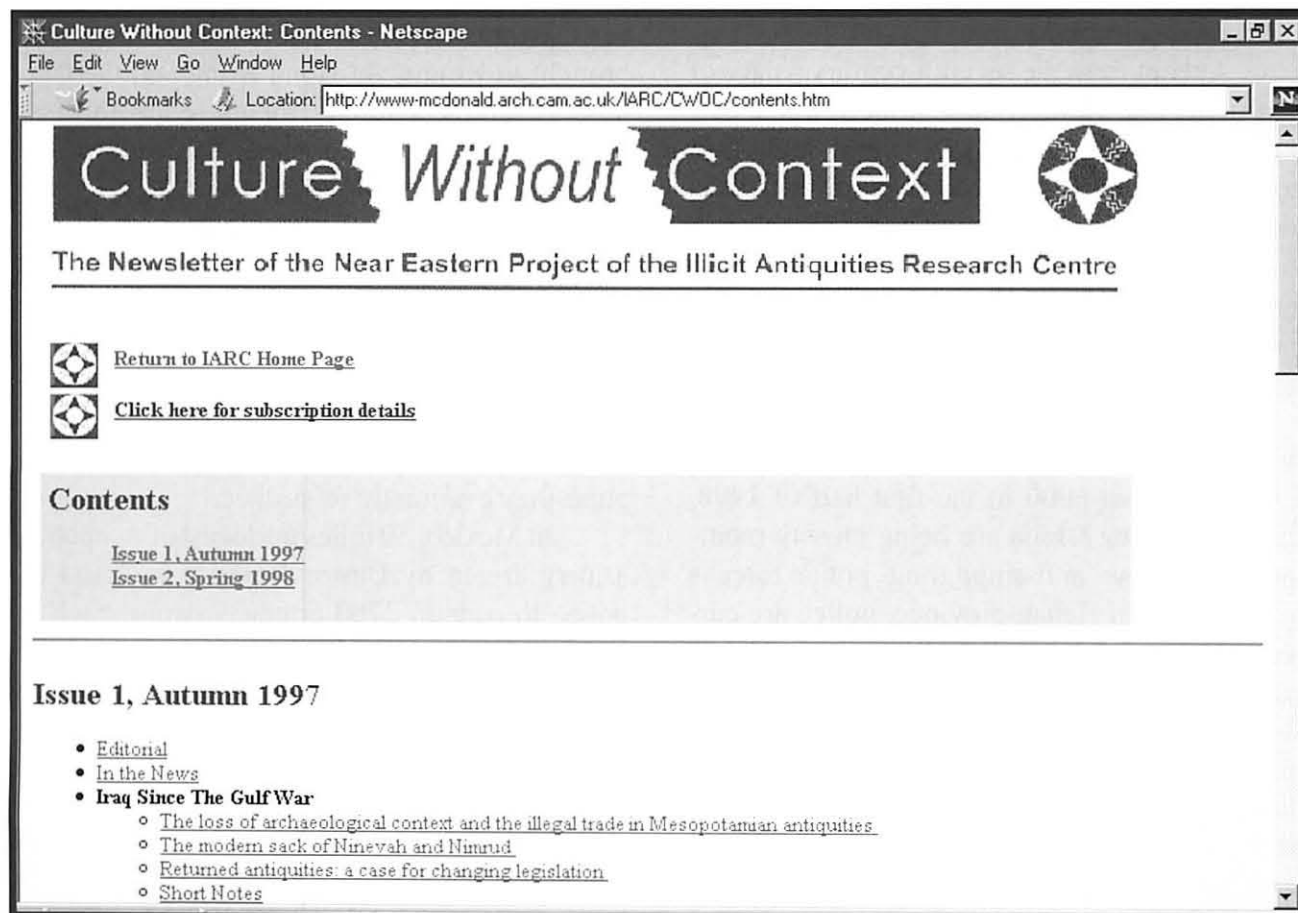 Culture Without Context: Contents - Netscape
File Edit View Go Window Help
Bookmarks Location: http://www-mcdonald.arch.cam.ac.uk/IARC/CWOC/contents.htm N
Culture Without Context
The Newsletter of the Near Eastern Project of the Illicit Antiquities Research Centre
Return to IARC Home Page
Click here for subscription details
Contents
Issue 1, Autumn 1997
Issue 2, Spring 1998
Issue 1, Autumn 1997
Editorial
In the News
Iraq Since The Gulf War
The loss of archaeological context and the illegal trade in Mesopotamian antiquities
The modern sack of Ninevah and Nimrud
Returned antiquities: a case for changing legislation
Short Notes